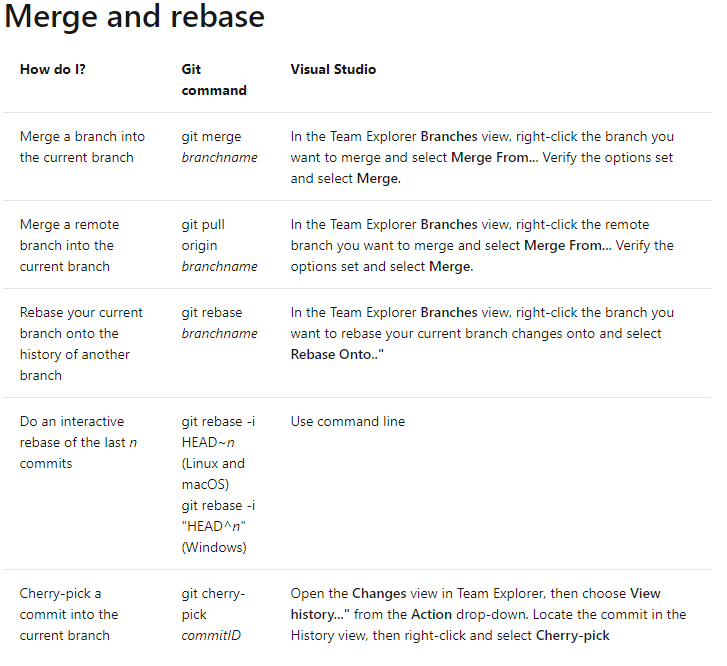 Merge and rebase
How do I?
Git
command
Visual Studio
Merge a branch into
the current branch
git merge
branchname
In the Team Explorer Branches view, right-click the branch you
want to merge and select Merge From... Verify the options set
and select Merge.
Merge a remote
branch into the
current branch
git pull
origin
branchname
In the Team Explorer Branches view, right-click the remote
branch you want to merge and select Merge From... Verify the
options set and select Merge.
Rebase your current
branch onto the
history of another
branch
git rebase
branchname
In the Team Explorer Branches view, right-click the branch you
want to rebase your current branch changes onto and select
Rebase Onto.."
Do an interactive
rebase of the last n
commits
git rebase -i
HEAD~n
(Linux and
macOS)
git rebase -i
"HEAD^n"
(Windows)
Use command line
Cherry-pick a
commit into the
current branch
git cherry-
pick
commitID
Open the Changes view in Team Explorer, then choose View
history..." from the Action drop-down. Locate the commit in the
History view, then right-click and select Cherry-pick